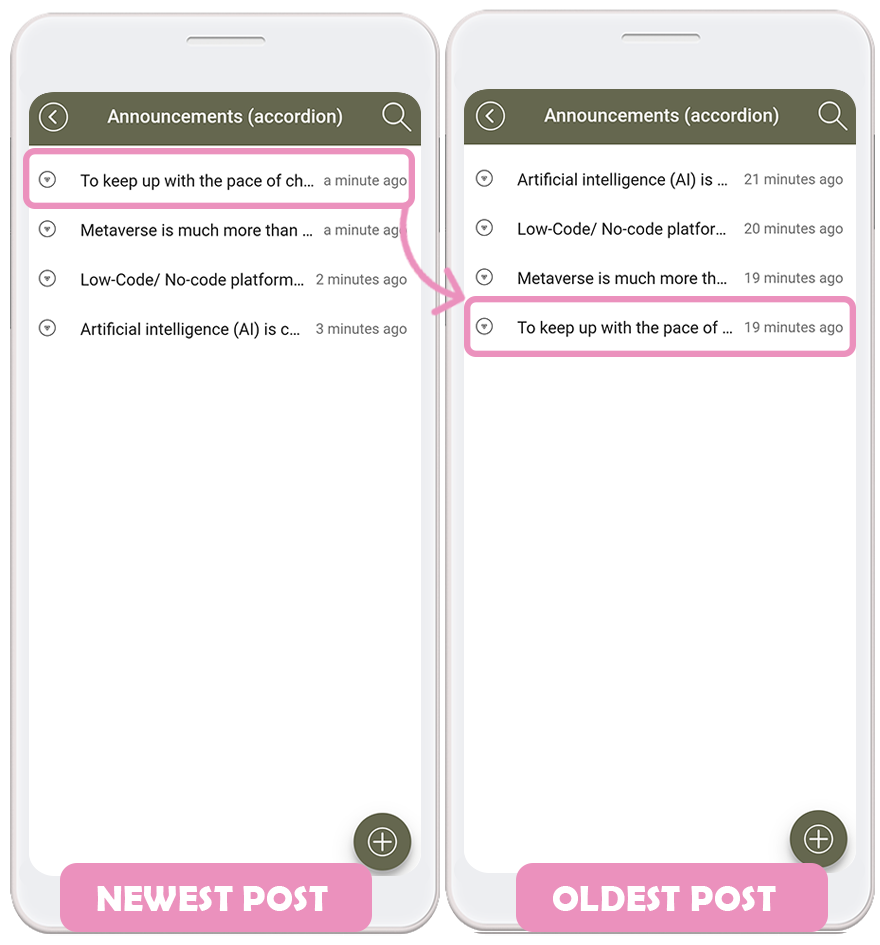 Announcements (accordion)
To keep up with the pace of ch... a minute ago
Metaverse is much more than ... a minute ago
Low-Code/ No-code platform... 2 minutes ago
Artificial intelligence (AI) is c... 3 minutes ago
NEWEST POST
Announcements (accordion)
Artificial intelligence (AI) is ... 21 minutes ago
Low-Code/ No-code platfor... 20 minutes ago
Metaverse is much more th... 19 minutes ago
To keep up with the pace of ... 19 minutes ago
OLDEST POST